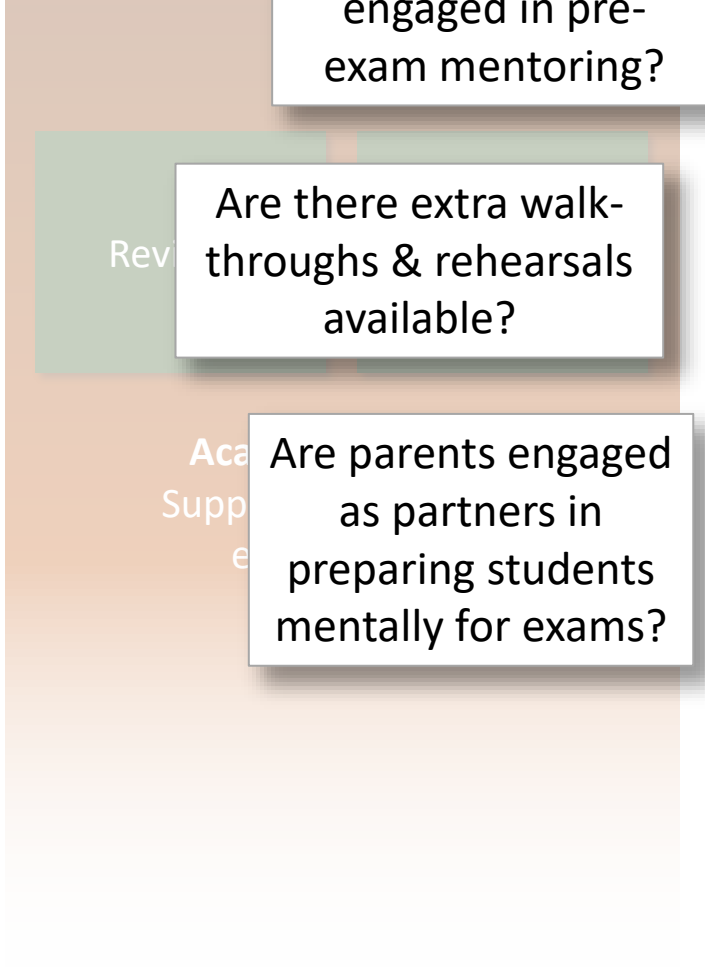 engaged in pre-
exam mentoring?
Are there extra walk-
throughs & rehearsals
available?
Are parents engaged
as partners in
preparing students
mentally for exams?